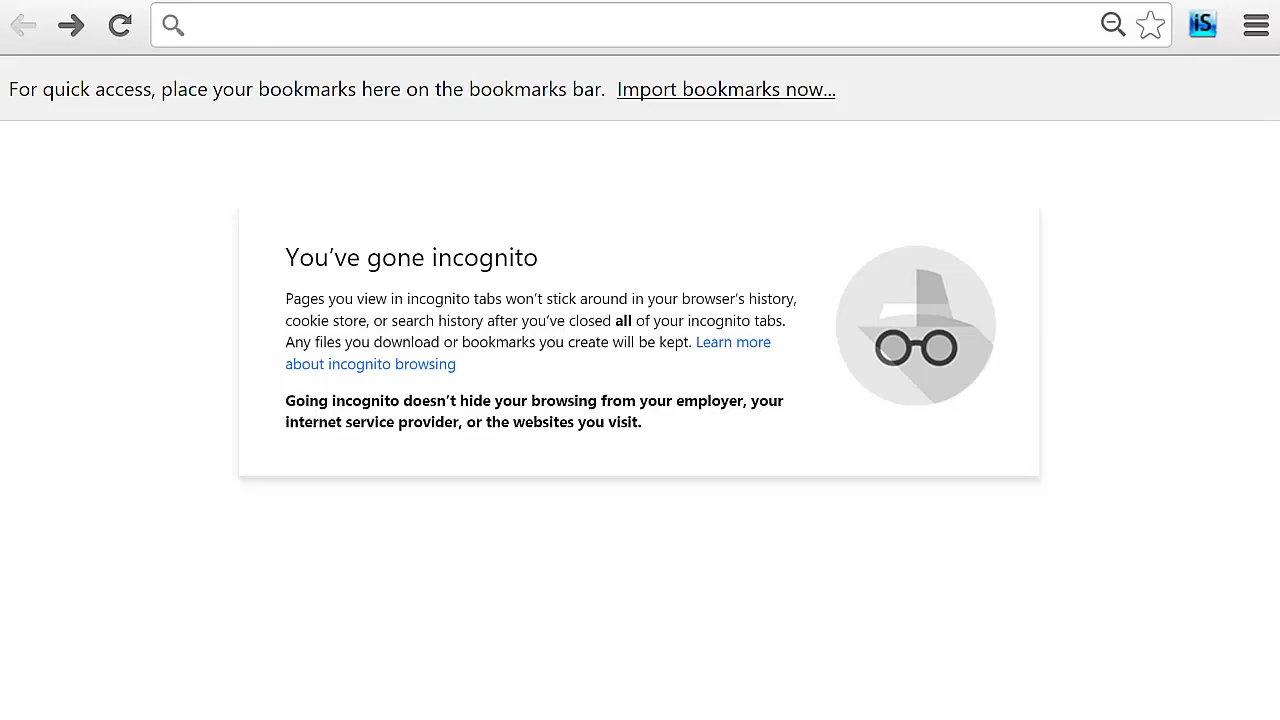 iS
For quick access, place your bookmarks here on the bookmarks bar. Import bookmarks now...
You’ve gone incognito
Pages you view in incognito tabs won’t stick around in your browser’s history,
cookie store, or search history after you’ve closed all of your incognito tabs.
Any files you download or bookmarks you create will be kept. Learn more
about incognito browsing
Going incognito doesn’t hide your browsing from your employer, your
internet service provider, or the websites you visit.